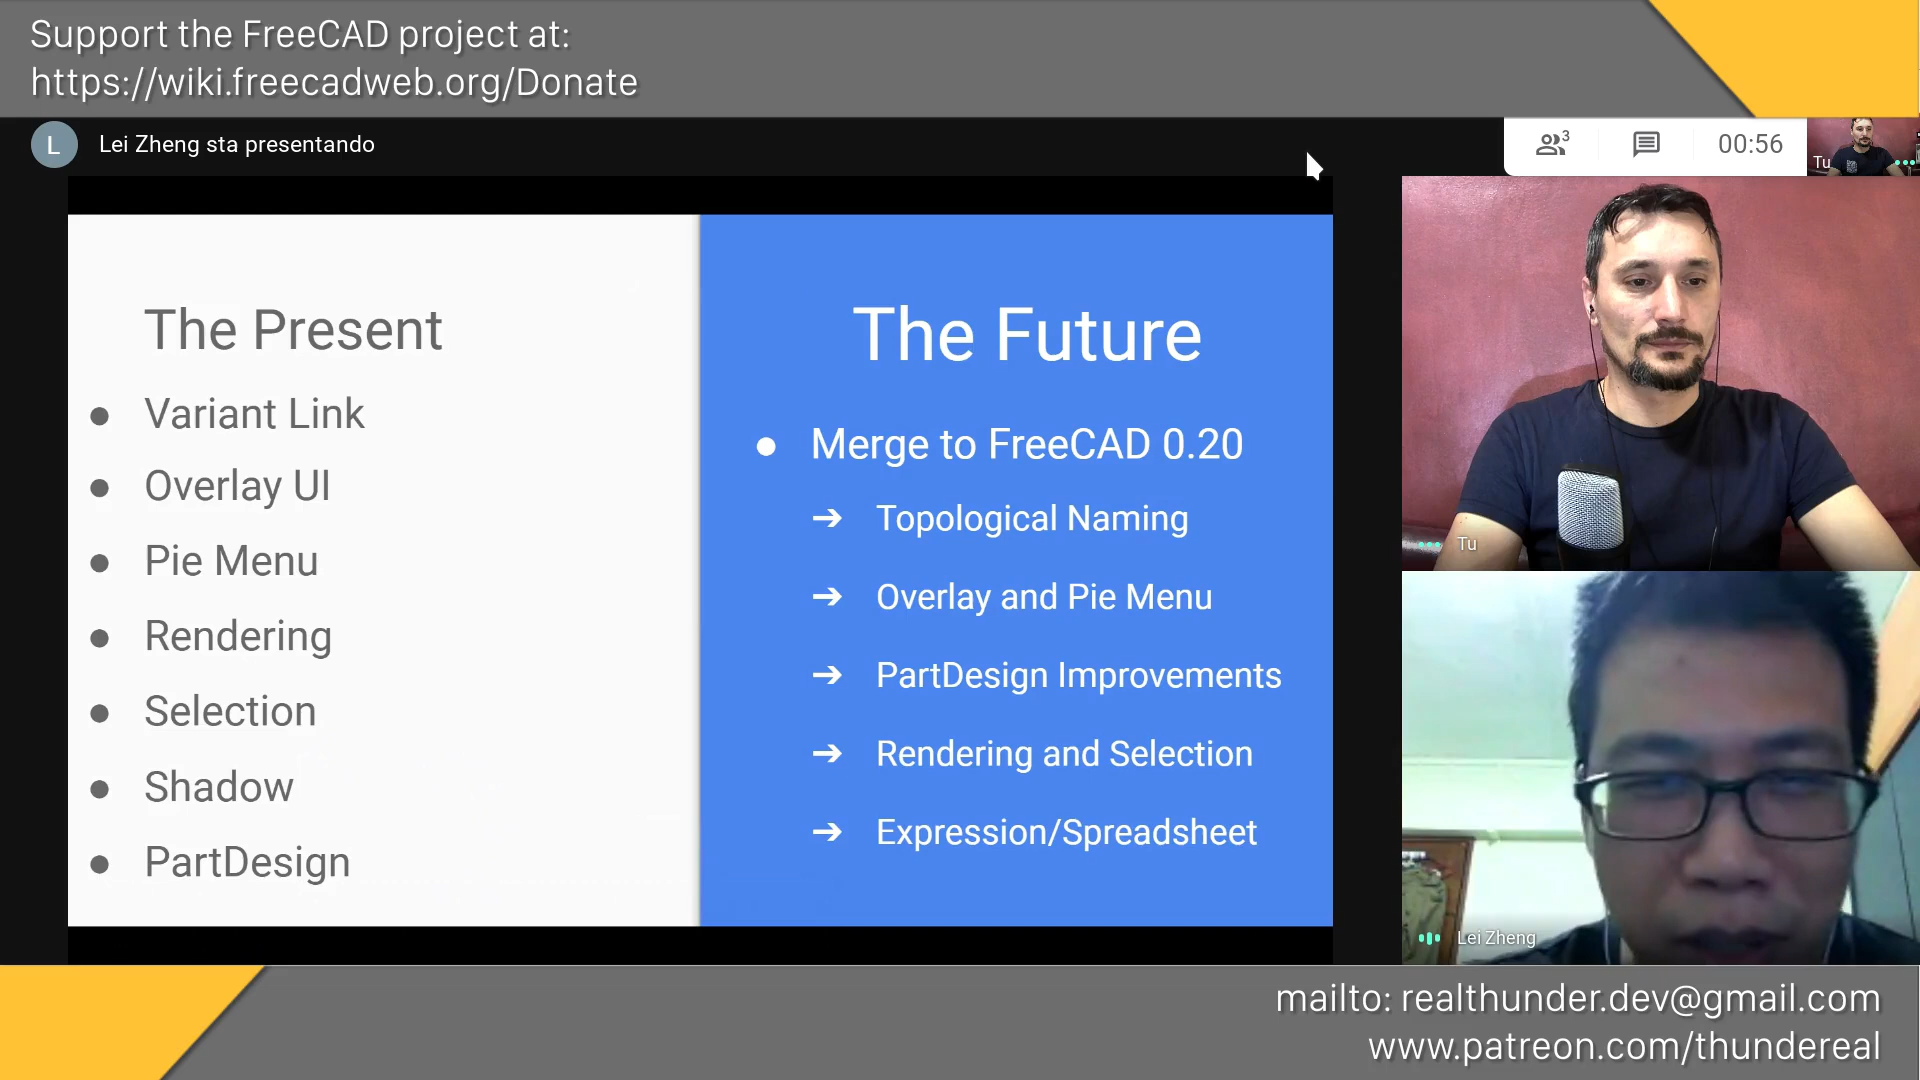 Support the FreeCAD project at:
https://wiki.freecadweb.org/Donate
L
Lei Zheng sta presentando
3
00:56
Tu
The Present
Variant Link
Overlay UI
Pie Menu
Rendering
Selection
Shadow
PartDesign
The Future
Merge to FreeCAD 0.20
Topological Naming
Overlay and Pie Menu
PartDesign Improvements
Rendering and Selection
Expression/Spreadsheet
Tu
Lei Zheng
mailto: realthunder.dev@gmail.com
www.patreon.com/thundereal